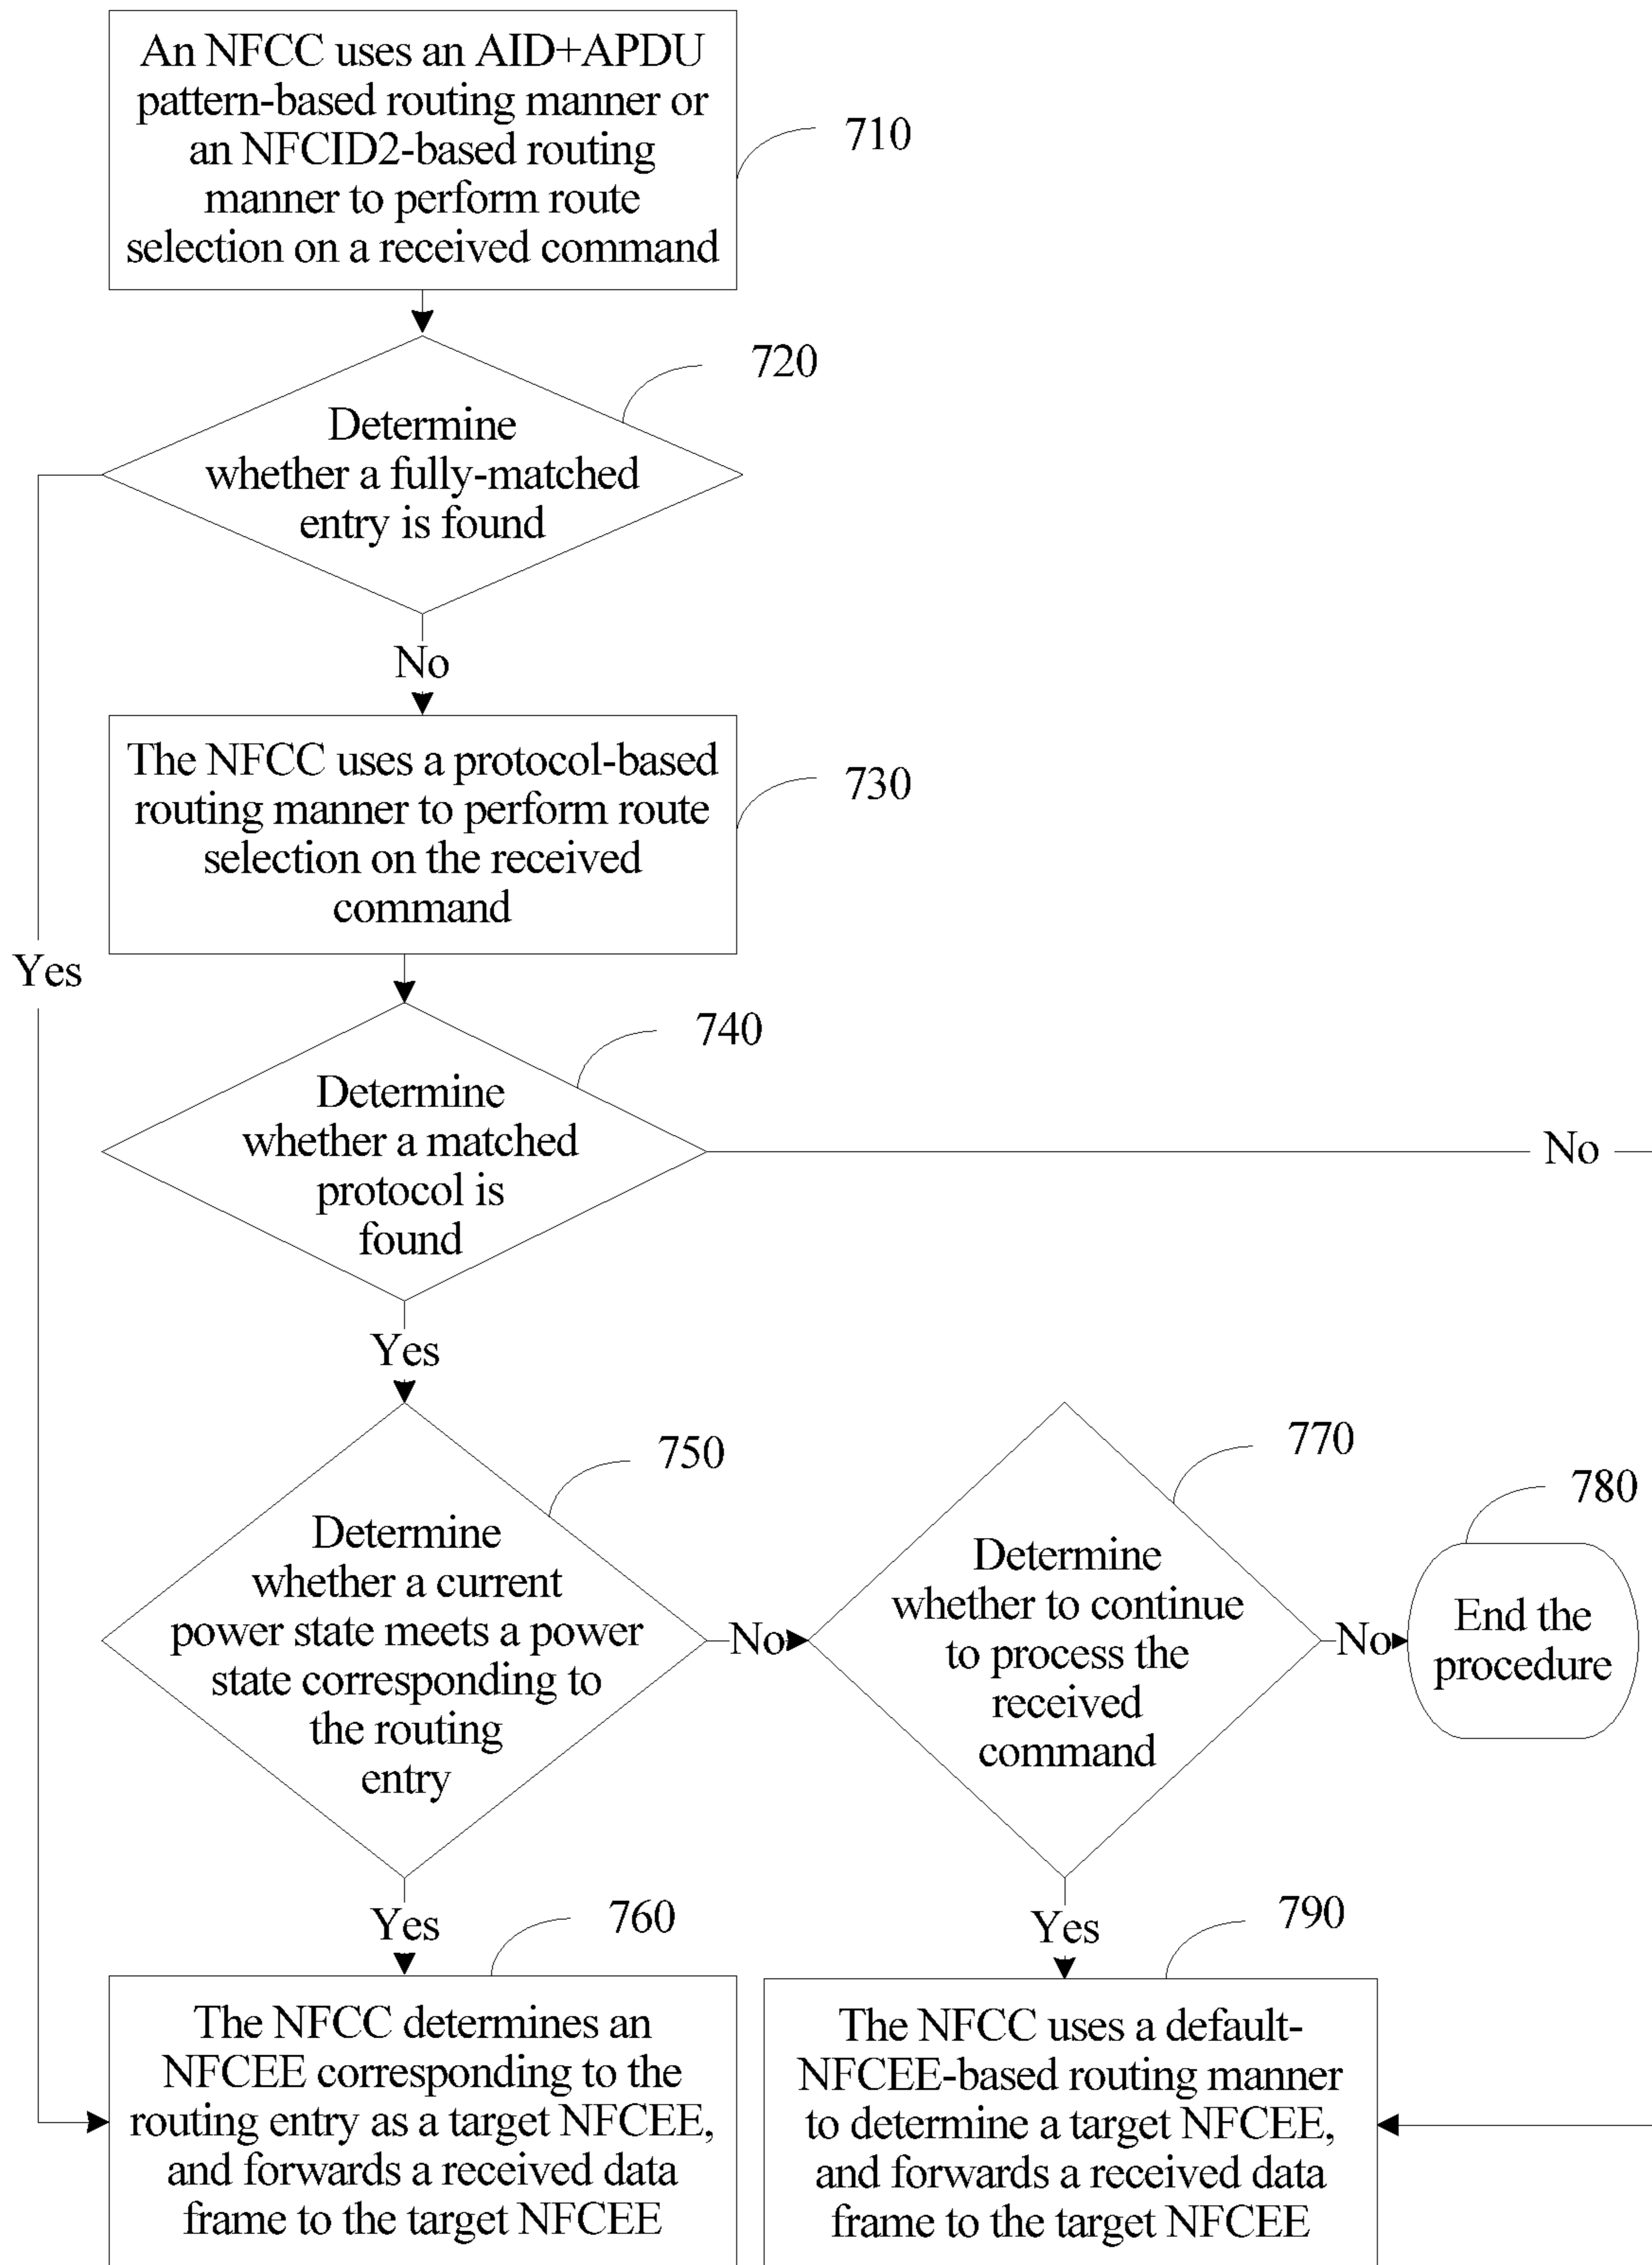 An NFCC uses an AID+APDU
pattern-based routing manner or
an NFCID2-based routing
manner to perform route
selection on a received command
710
720
Determine
whether a fully-matched
entry is found
No
The NFCC uses a protocol-based
routing manner to perform route
selection on the received
command
730
Yes
740
Determine
whether a matched
protocol is
found
No
Yes
750
Determine
whether a current
power state meets a power
state corresponding to
the routing
entry
No
770
Determine
whether to continue
to process the
received
command
No
780
End the
procedure
Yes
760
The NFCC determines an
NFCEE corresponding to the
routing entry as a target NFCEE,
and forwards a received data
frame to the target NFCEE
Yes
790
The NFCC uses a default-
NFCEE-based routing manner
to determine a target NFCEE,
and forwards a received data
frame to the target NFCEE